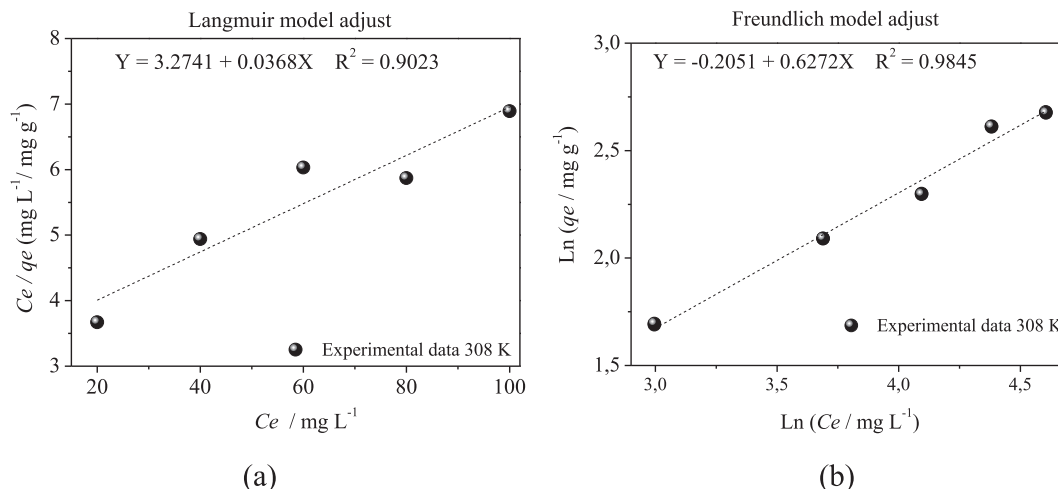 Langmuir model adjust
Y = 3.2741 + 0.0368X R² = 0.9023
Ce / qe (mg L⁻¹/ mg g⁻¹)
8
7
6
5
4
3
20 40 60 80 100
Experimental data 308 K
Ce / mg L⁻¹
(a)
Freundlich model adjust
Y = -0.2051 + 0.6272X R² = 0.9845
Ln (qe / mg g⁻¹)
3,0
2,5
2,0
1,5
3,0 3,5 4,0 4,5
Experimental data 308 K
Ln (Ce / mg L⁻¹)
(b)